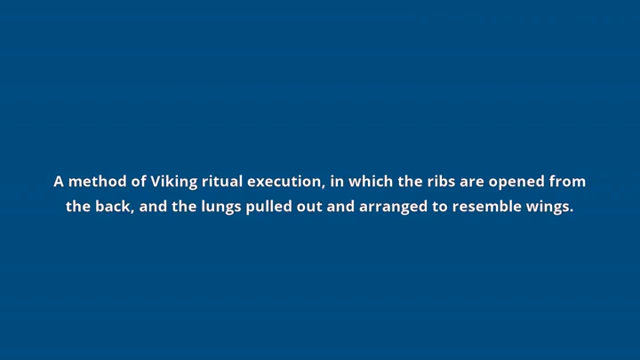 A method of Viking ritual execution, in which the ribs are opened from
the back, and the lungs pulled out and arranged to resemble wings.